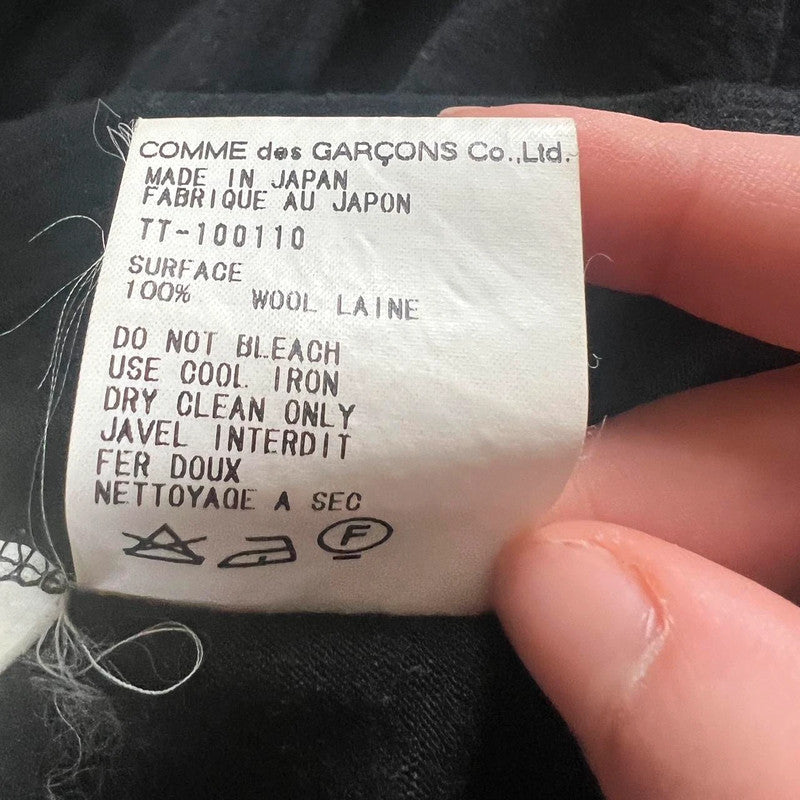 COMME des GARÇONS Co.,Ltd.
MADE IN JAPAN
FABRIQUE AU JAPON
TT-100110
SURFACE
100% WOOL LAINE
DO NOT BLEACH
USE COOL IRON
DRY CLEAN ONLY
JAVEL INTERDIT
FER DOUX
NETTOYAGE A SEC
F